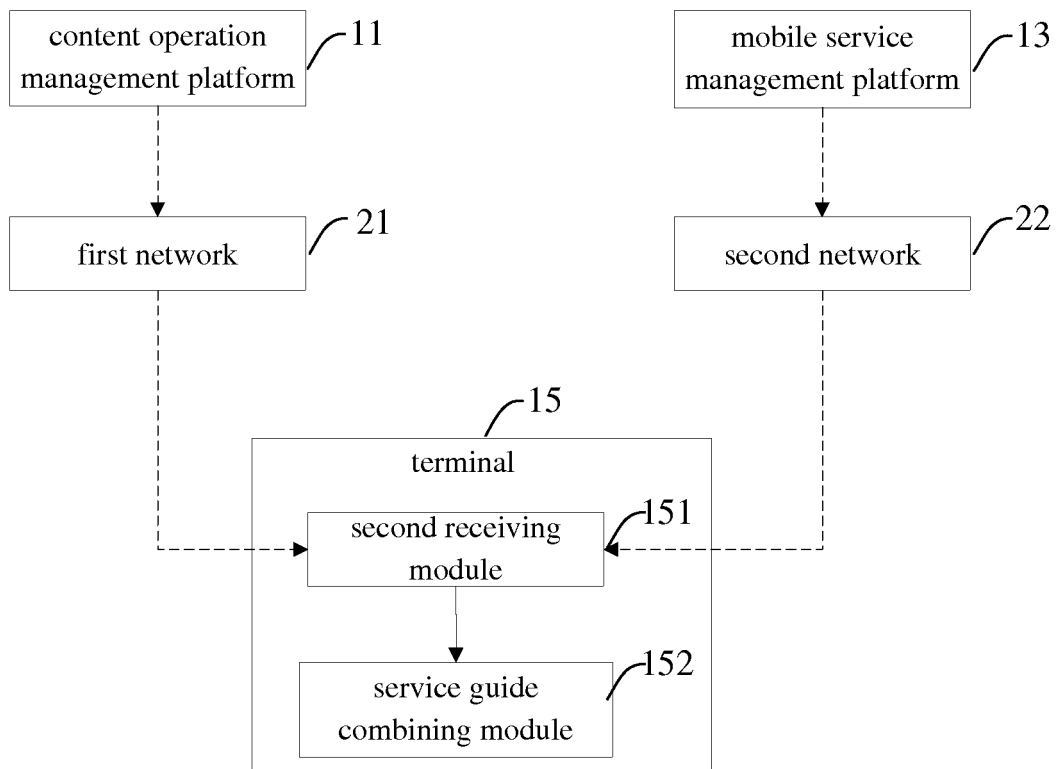 content operation
management platform
11
mobile service
management platform
13
first network
21
second network
22
15
terminal
second receiving
module
151
service guide
combining module
152